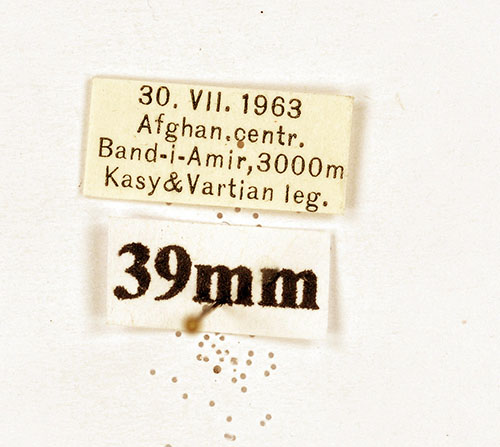 30. VII. 1963
Afghan.centr.
Band-i-Amir,3000m
Kasy&Vartian leg.
39mm